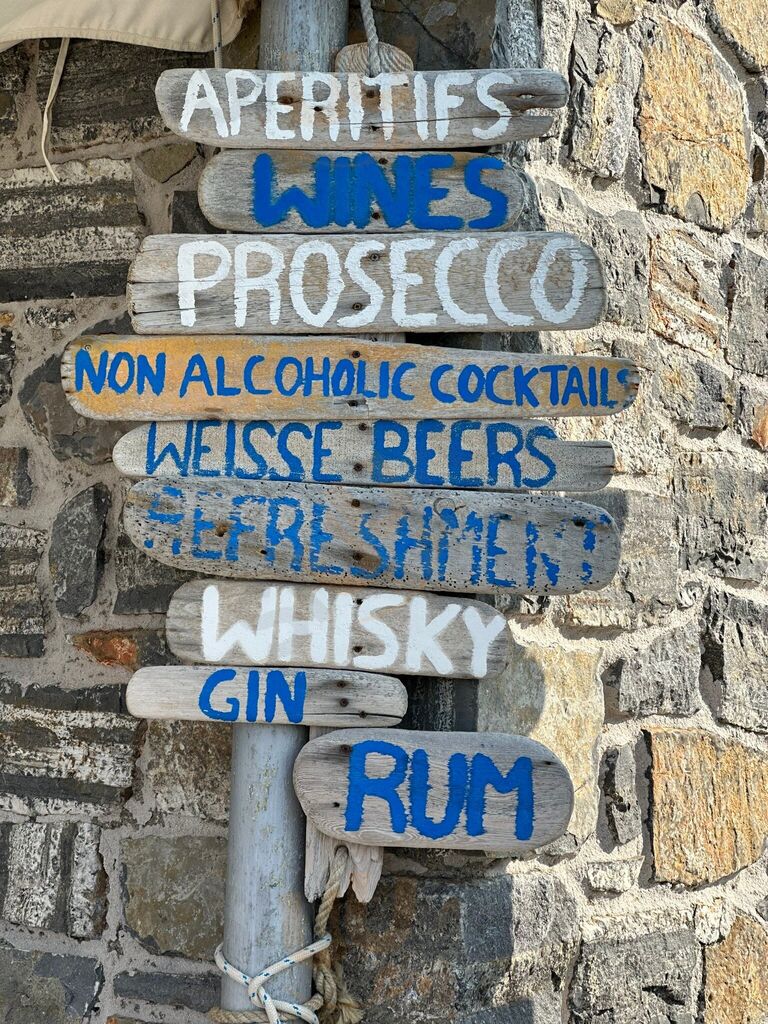 APERITIFS
WINES
PROSECCO
NON ALCOHOLIC COCKTAILS
WEISSE BEERS
REFRESHMENT
WHISKY
GIN
RUM